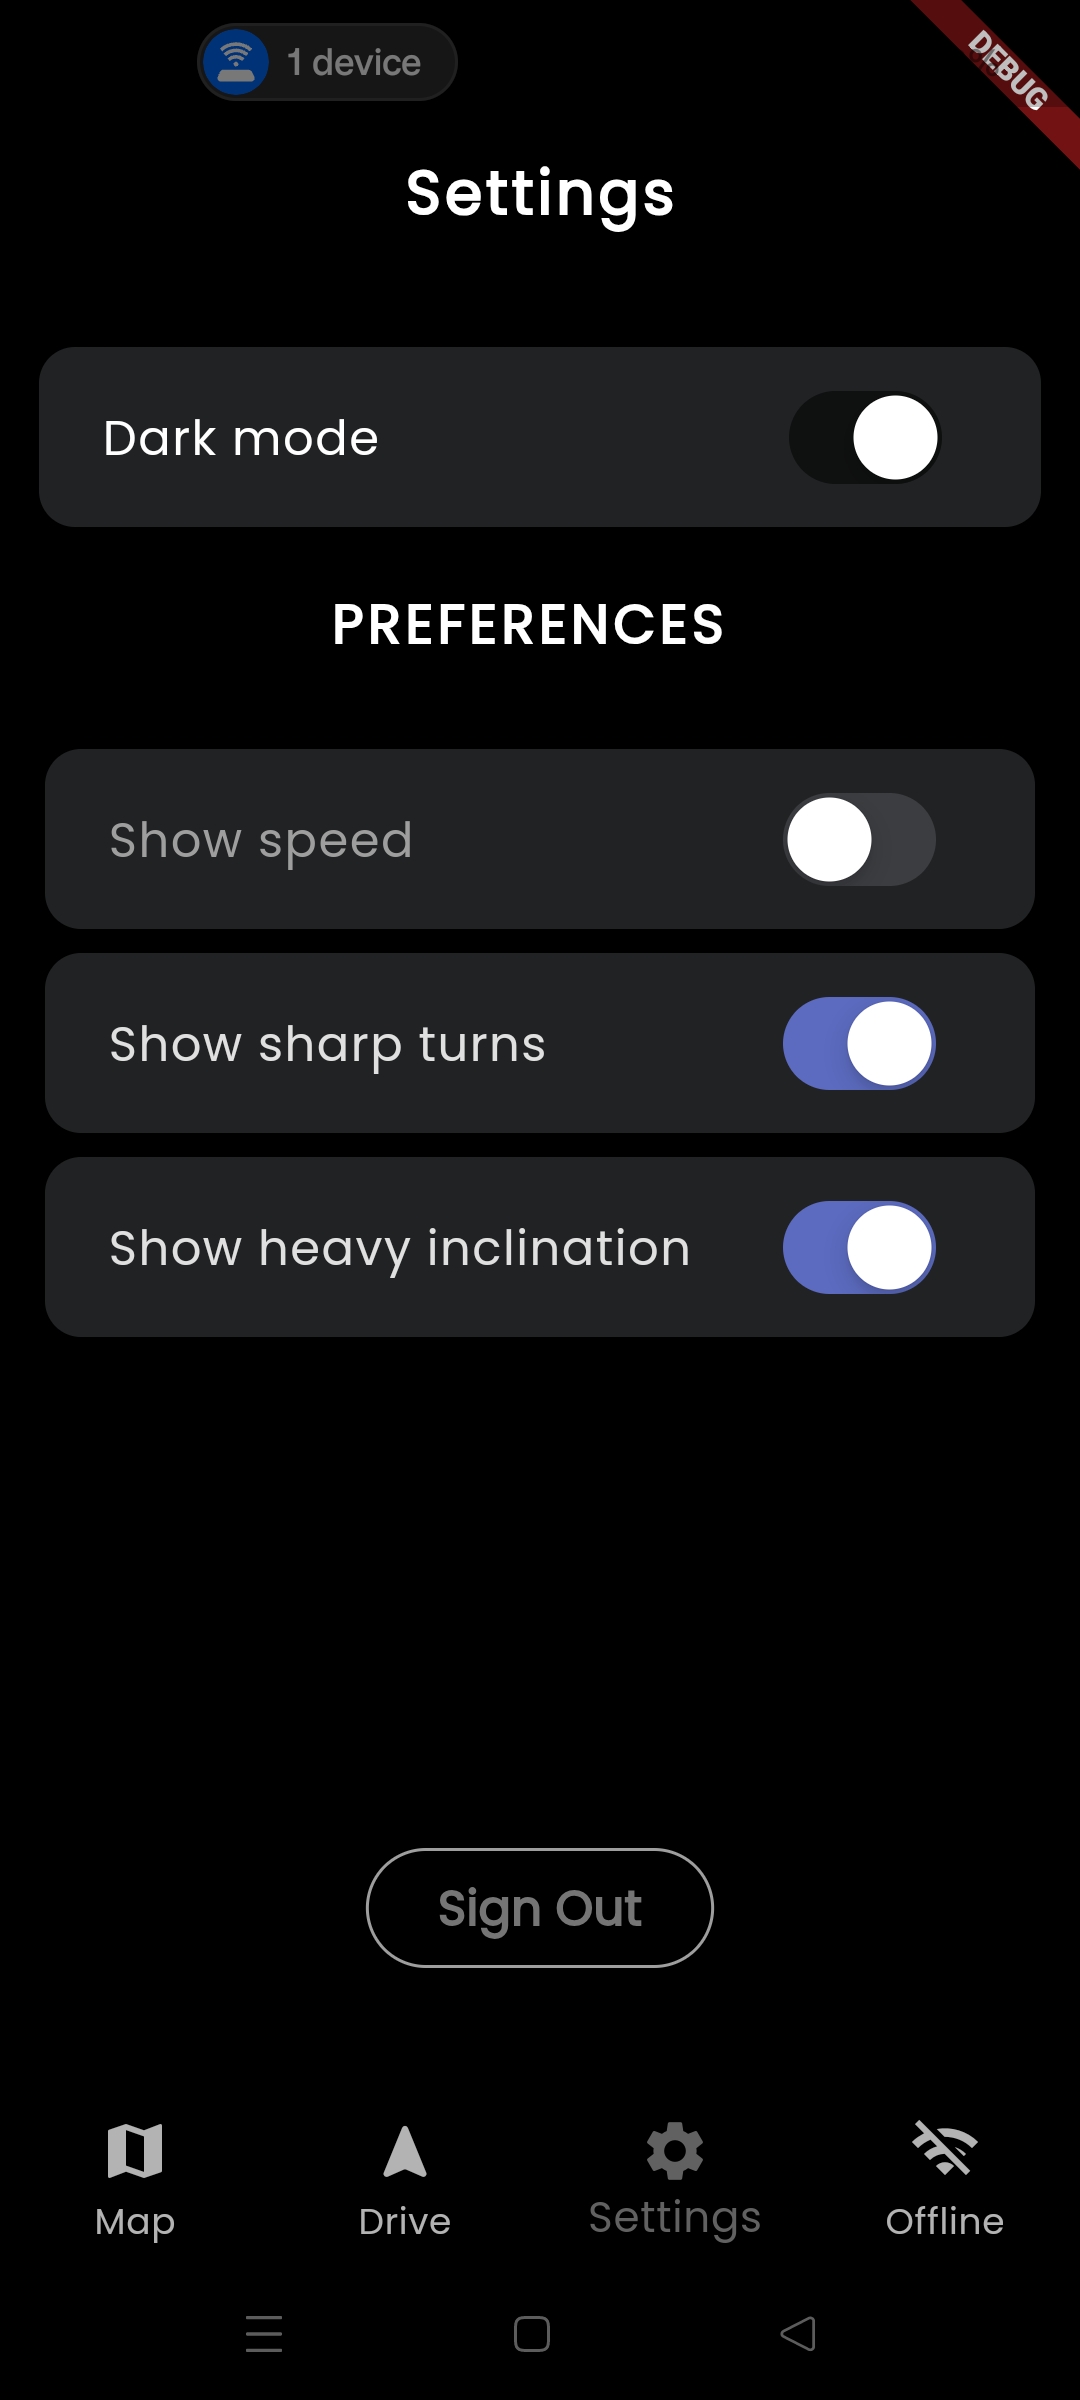 1 device
DEBUG
Settings
Dark mode
PREFERENCES
Show speed
Show sharp turns
Show heavy inclination
Sign Out
Map
Drive
Settings
Offline